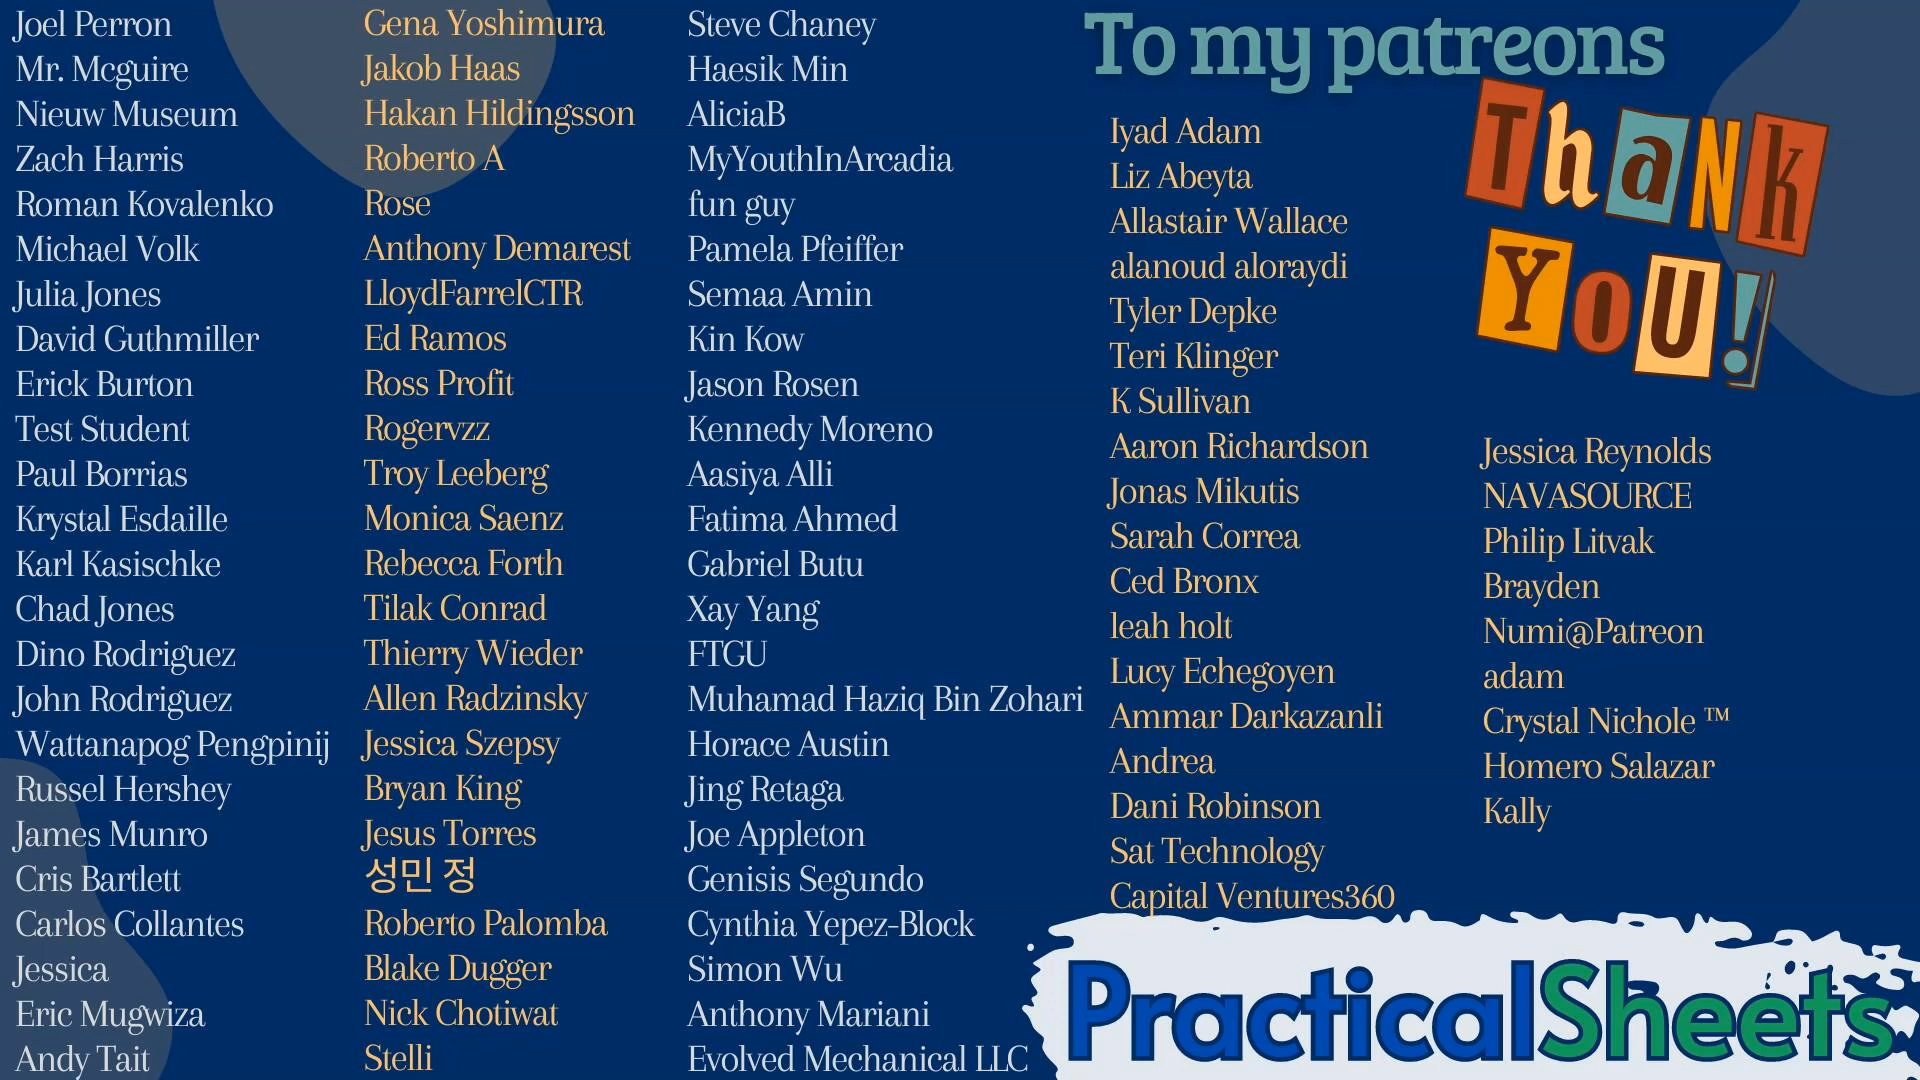 Joel Perron
Mr. Mcguire
Nieuw Museum
Zach Harris
Roman Kovalenko
Michael Volk
Julia Jones
David Guthmiller
Erick Burton
Test Student
Paul Borrias
Krystal Esdaille
Karl Kasischke
Chad Jones
Dino Rodriguez
John Rodriguez
Wattanapog Pengpinij
Russel Hershey
James Munro
Cris Bartlett
Carlos Collantes
Jessica
Eric Mugwiza
Andy Tait
Gena Yoshimura
Jakob Haas
Hakan Hildingsson
Roberto A
Rose
Anthony Demarest
LloydFarrelCTR
Ed Ramos
Ross Profit
Rogervzz
Troy Leeberg
Monica Saenz
Rebecca Forth
Tilak Conrad
Thierry Wieder
Allen Radzinsky
Jessica Szepsy
Bryan King
Jesus Torres
성민 정
Roberto Palomba
Blake Dugger
Nick Chotiwat
Stelli
Steve Chaney
Haesik Min
AliciaB
MyYouthInArcadia
fun guy
Pamela Pfeiffer
Semaa Amin
Kin Kow
Jason Rosen
Kennedy Moreno
Aasiya Alli
Fatima Ahmed
Gabriel Butu
Xay Yang
FTGU
Muhamad Haziq Bin Zohari
Horace Austin
Jing Retaga
Joe Appleton
Genisis Segundo
Cynthia Yepez-Block
Simon Wu
Anthony Mariani
Evolved Mechanical LLC
To my patreons
Thank
You!
Iyad Adam
Liz Abeyta
Allastair Wallace
alanoud aloraydi
Tyler Depke
Teri Klinger
K Sullivan
Aaron Richardson
Jonas Mikutis
Sarah Correa
Ced Bronx
leah holt
Lucy Echegoyen
Ammar Darkazanli
Andrea
Dani Robinson
Sat Technology
Capital Ventures360
Jessica Reynolds
NAVASOURCE
Philip Litvak
Brayden
Numi@Patreon
adam
Crystal Nichole ™
Homero Salazar
Kally
PracticalSheets